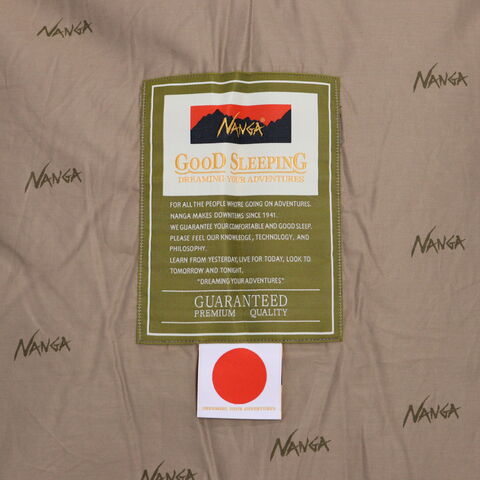 NANGA
NANGA
NANGA
GOOD SLEEPING
DREAMING YOUR ADVENTURES
FOR ALL THE PEOPLE WHO'RE GOING ON ADVENTURES.
NANGA MAKES DOWN ITEMS SINCE 1941.
WE GUARANTEE YOUR COMFORTABLE AND GOOD SLEEP.
PLEASE FEEL OUR KNOWLEDGE, TECHNOLOGY, AND
PHILOSOPHY.
LEARN FROM YESTERDAY, LIVE FOR TODAY, LOOK TO
TOMORROW AND TONIGHT,
"DREAMING YOUR ADVENTURES"
GUARANTEED
PREMIUM QUALITY
NANGA
NANGA
NANGA
DREAMING YOUR ADVENTURES
NANGA
NANGA
NANGA